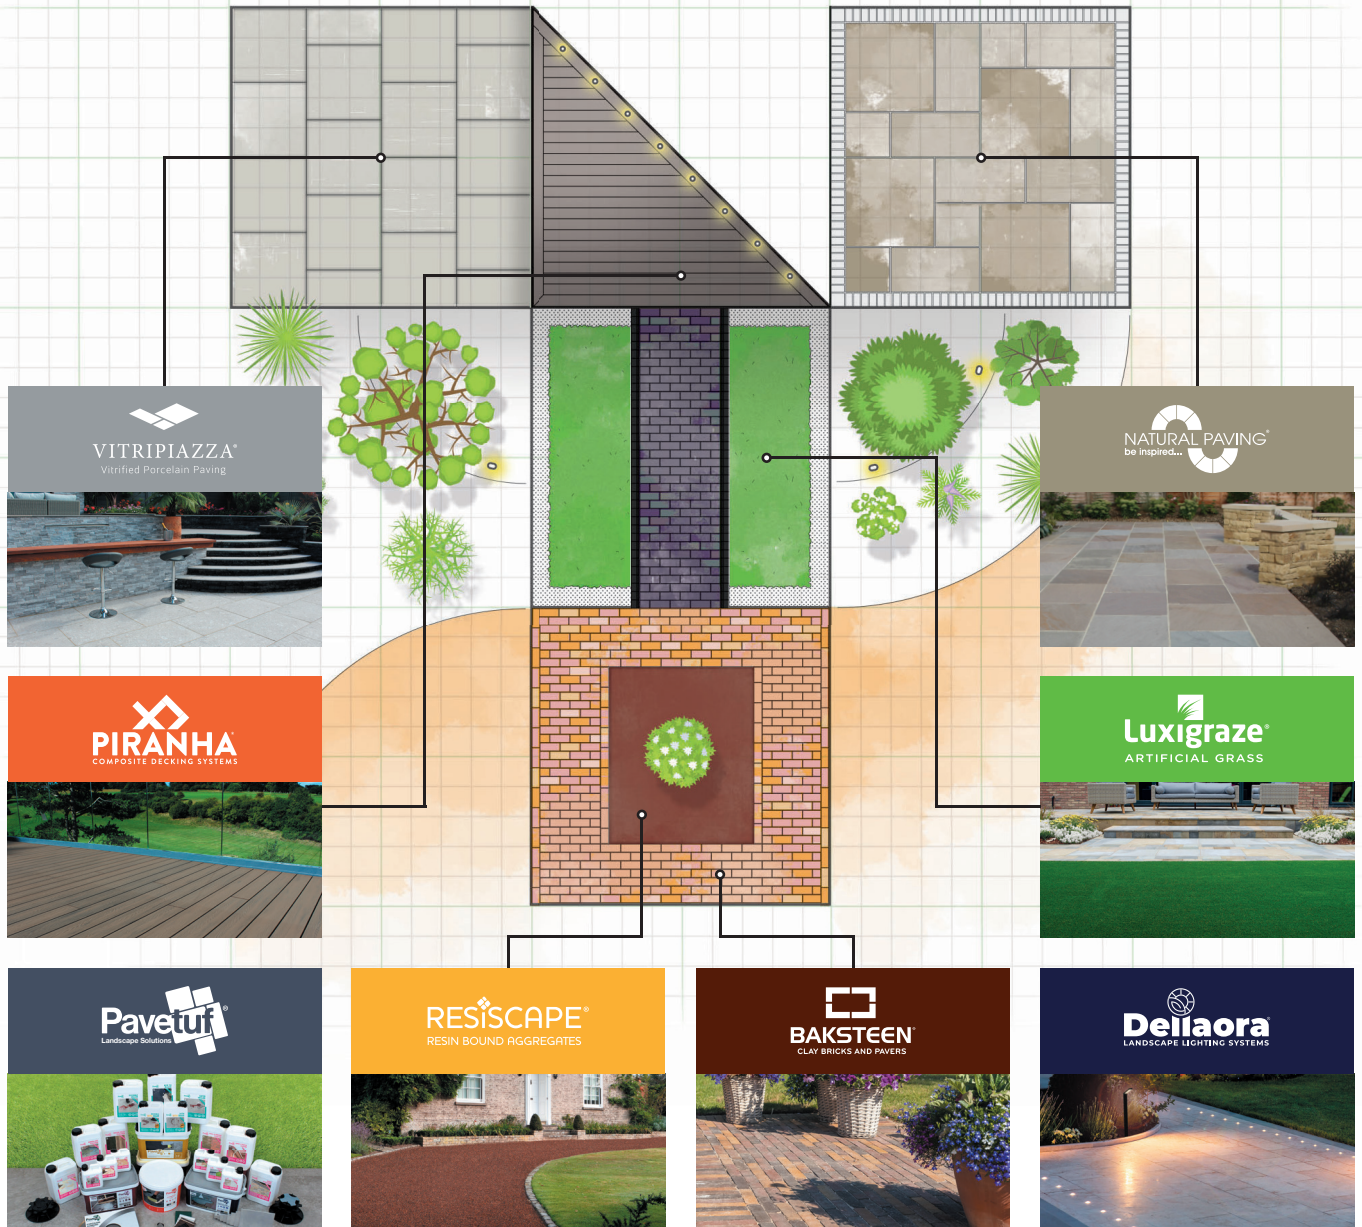 VITRIPIAZZA®
Vitrified Porcelain Paving
NATURAL PAVING®
be inspired...
PIRANHA®
COMPOSITE DECKING SYSTEMS
Luxigraze®
ARTIFICIAL GRASS
Pavetuf®
Landscape Solutions
RESiSCAPE®
RESIN BOUND AGGREGATES
BAKSTEEN®
CLAY BRICKS AND PAVERS
Dellaora®
LANDSCAPE LIGHTING SYSTEMS